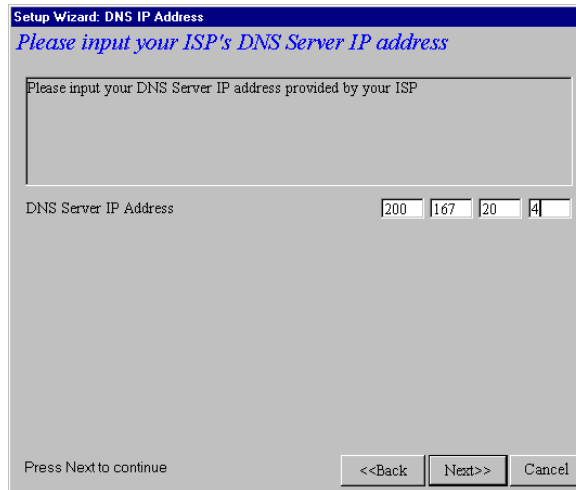 Setup Wizard: DNS IP Address
Please input your ISP's DNS Server IP address
Please input your DNS Server IP address provided by your ISP
DNS Server IP Address 200 167 20 4
Press Next to continue <<Back Next>> Cancel